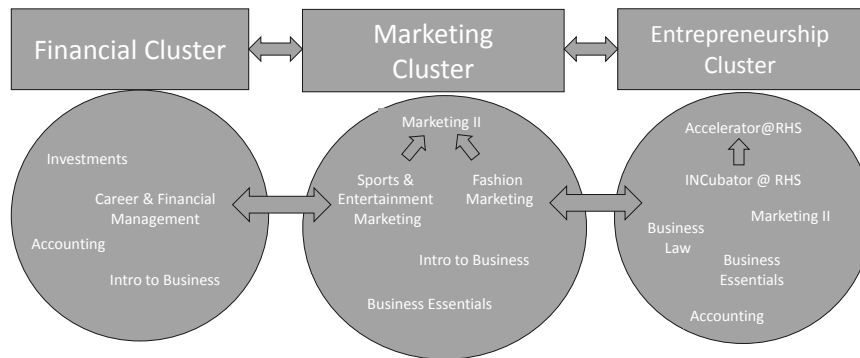 Financial Cluster
Marketing
Cluster
Entrepreneurship
Cluster
Investments
Career & Financial
Management
Accounting
Intro to Business
Marketing II
Sports &
Entertainment
Marketing
Fashion
Marketing
Intro to Business
Business Essentials
Accelerator@RHS
INCubator @ RHS
Marketing II
Business
Law
Business
Essentials
Accounting